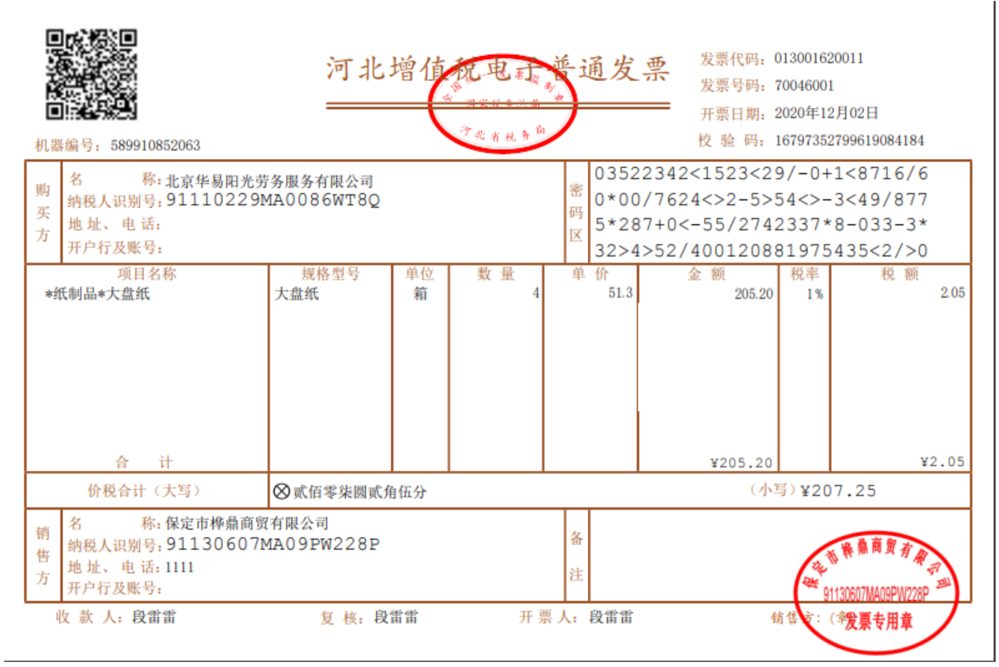 河北增值税电子普通发票
全国统一发票监制章
河北省税务局
发票代码：013001620011
发票号码：70046001
开票日期：2020年12月02日
校 验 码：16797352799619084184
机器编号：589910852063
购买方
名 称:北京华易阳光劳务服务有限公司
纳税人识别号:91110229MA0086WT8Q
地 址、 电 话:
开户行及账号:
密码区
03522342<1523<29/-0+1<8716/6
0*00/7624<>2-5>54<>-3<49/877
5*287+0<-55/2742337*8-033-3*
32>4>52/400120881975435<2/>0
项目名称 规格型号 单位 数 量 单 价 金 额 税率 税 额
*纸制品*大盘纸 大盘纸 箱 4 51.3 205.20 1% 2.05
合 计 ¥205.20 ¥2.05
价税合计（大写） ⊗贰佰零柒圆贰角伍分 （小写）¥207.25
销售方
名 称:保定市桦鼎商贸有限公司
纳税人识别号:91130607MA09PW228P
地 址、 电 话:1111
开户行及账号:
备注
保定市桦鼎商贸有限公司
91130607MA09PW228P
发票专用章
收 款 人：段雷雷 复 核：段雷雷 开 票 人：段雷雷 销售方：(章